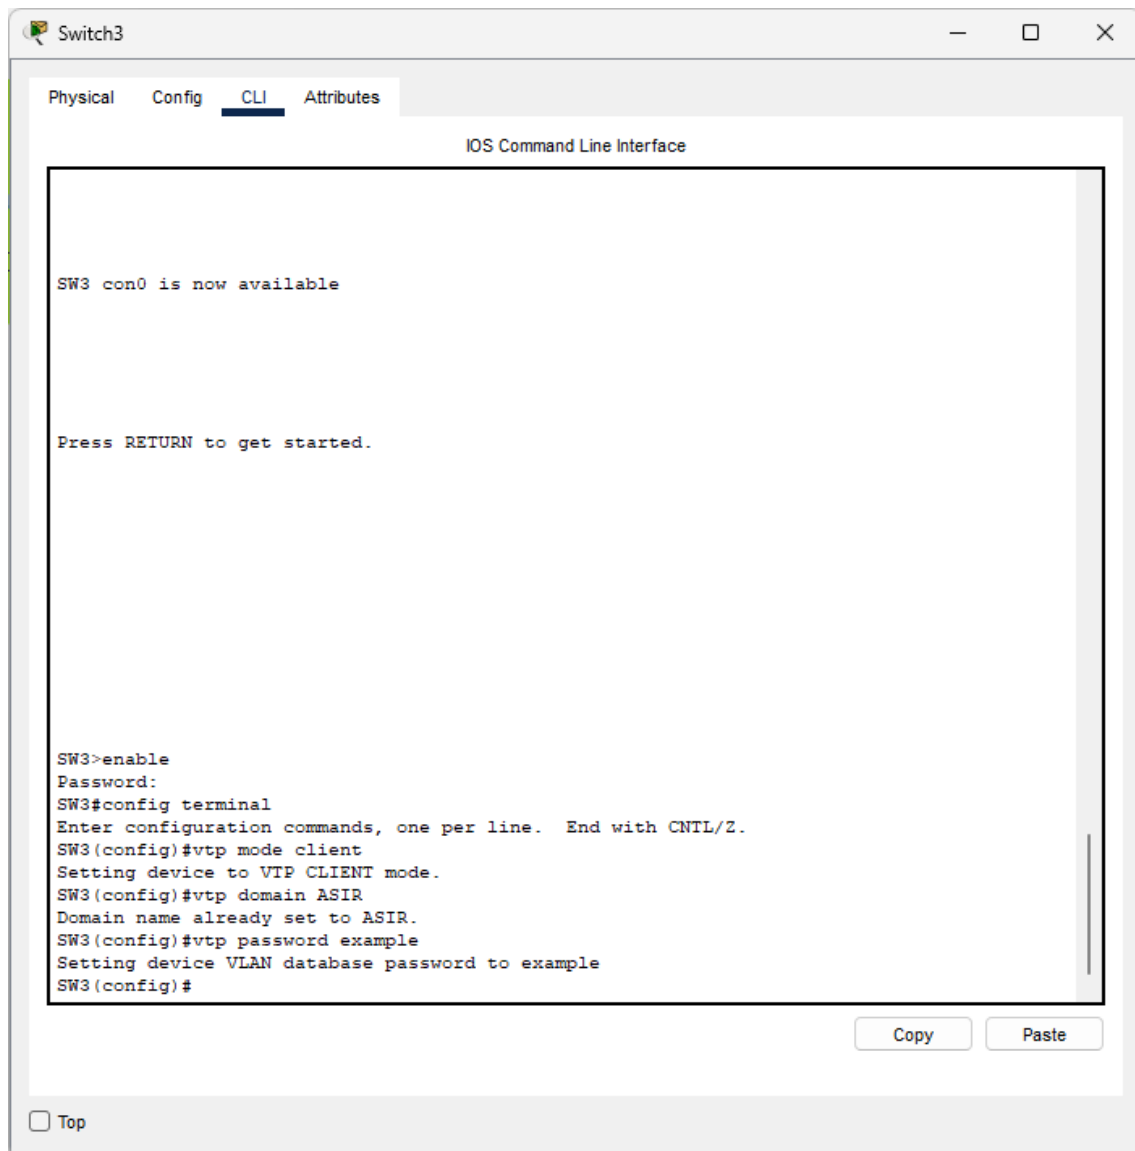 Switch3
Physical Config CLI Attributes
IOS Command Line Interface
SW3 con0 is now available
Press RETURN to get started.
SW3>enable
Password:
SW3#config terminal
Enter configuration commands, one per line.  End with CNTL/Z.
SW3(config)#vtp mode client
Setting device to VTP CLIENT mode.
SW3(config)#vtp domain ASIR
Domain name already set to ASIR.
SW3(config)#vtp password example
Setting device VLAN database password to example
SW3(config)#
Copy Paste
Top